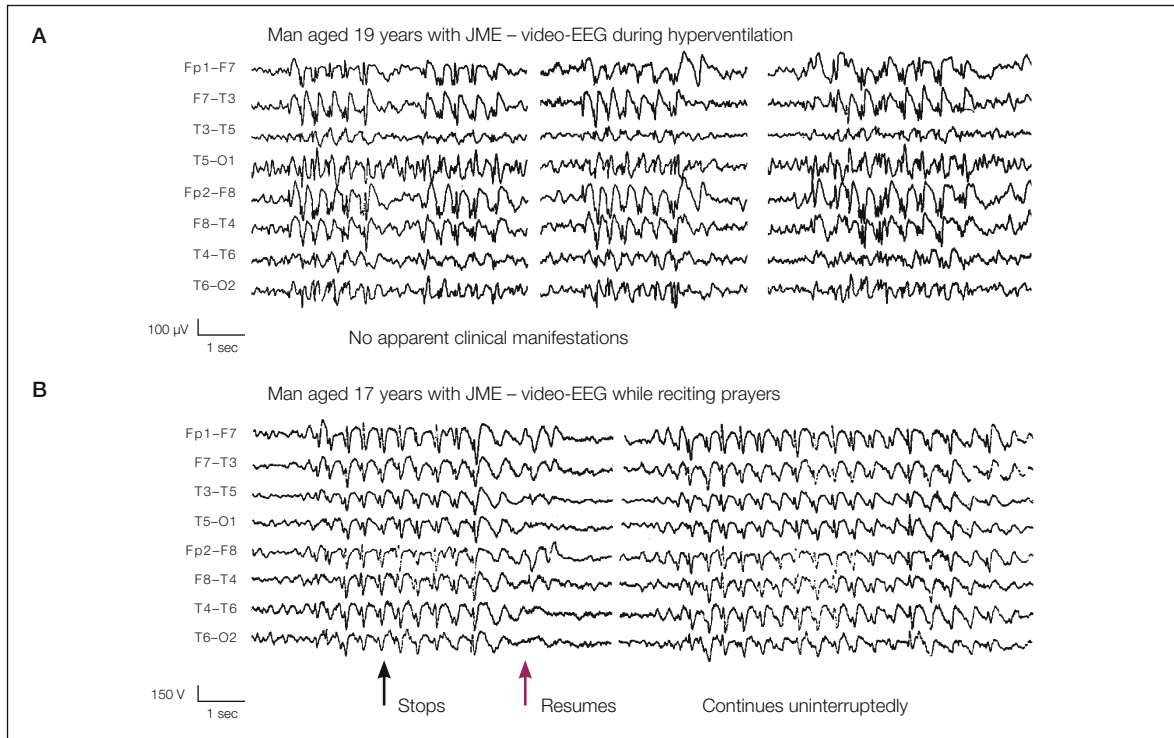 A
Man aged 19 years with JME – video-EEG during hyperventilation
Fp1–F7
F7–T3
T3–T5
T5–O1
Fp2–F8
F8–T4
T4–T6
T6–O2
100 µV
1 sec
No apparent clinical manifestations
B
Man aged 17 years with JME – video-EEG while reciting prayers
Fp1–F7
F7–T3
T3–T5
T5–O1
Fp2–F8
F8–T4
T4–T6
T6–O2
150 V
1 sec
Stops
Resumes
Continues uninterruptedly